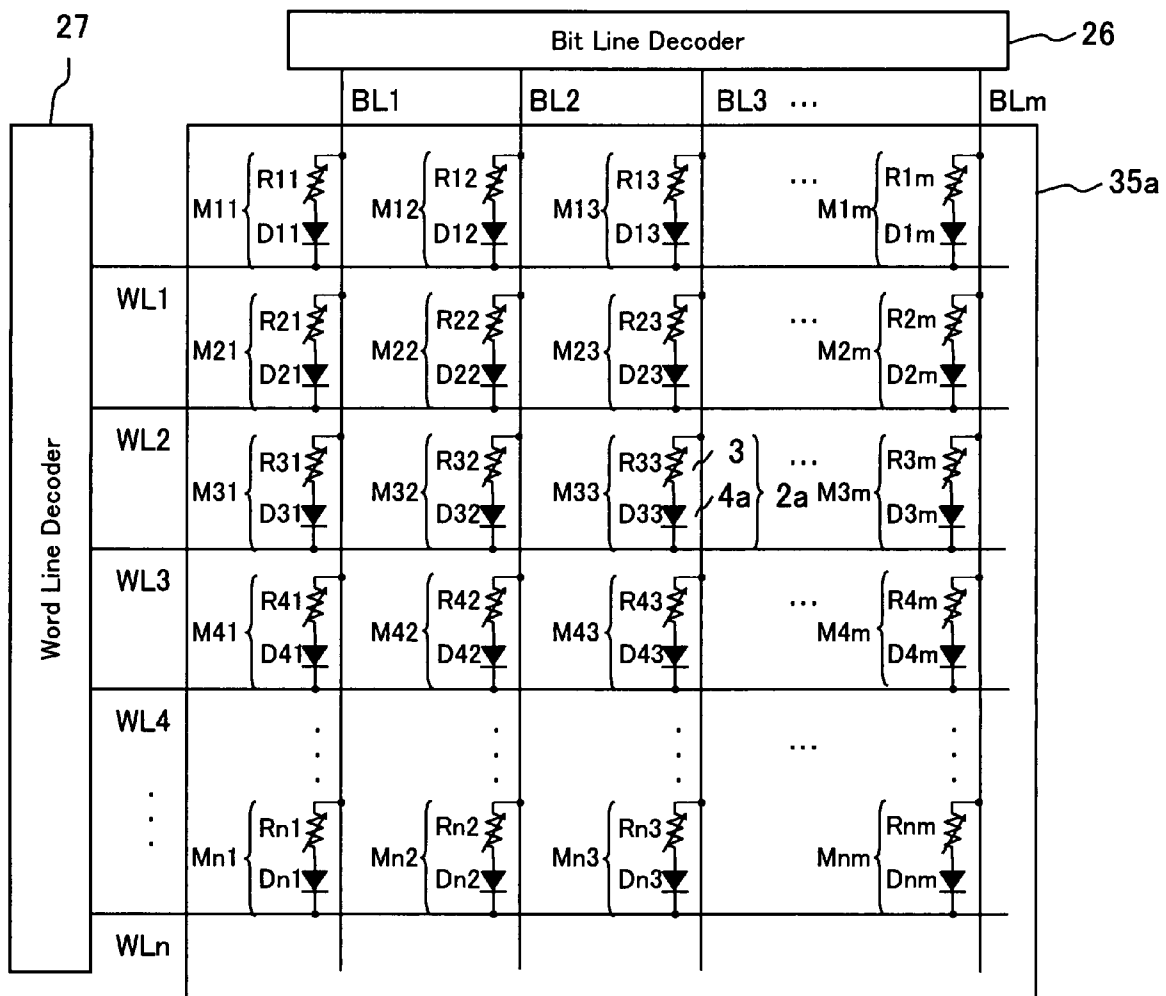 27
Bit Line Decoder
26
BL1 BL2 BL3 ... BLm
35a
Word Line Decoder
R11 R12 R13 ... R1m
M11 M12 M13 M1m
D11 D12 D13 D1m
WL1
R21 R22 R23 ... R2m
M21 M22 M23 M2m
D21 D22 D23 D2m
WL2
R31 R32 R33 3 ... R3m
M31 M32 M33 4a 2a M3m
D31 D32 D33 D3m
WL3
R41 R42 R43 ... R4m
M41 M42 M43 M4m
D41 D42 D43 D4m
WL4
...
Rn1 Rn2 Rn3 Rnm
Mn1 Mn2 Mn3 Mnm
Dn1 Dn2 Dn3 Dnm
WLn